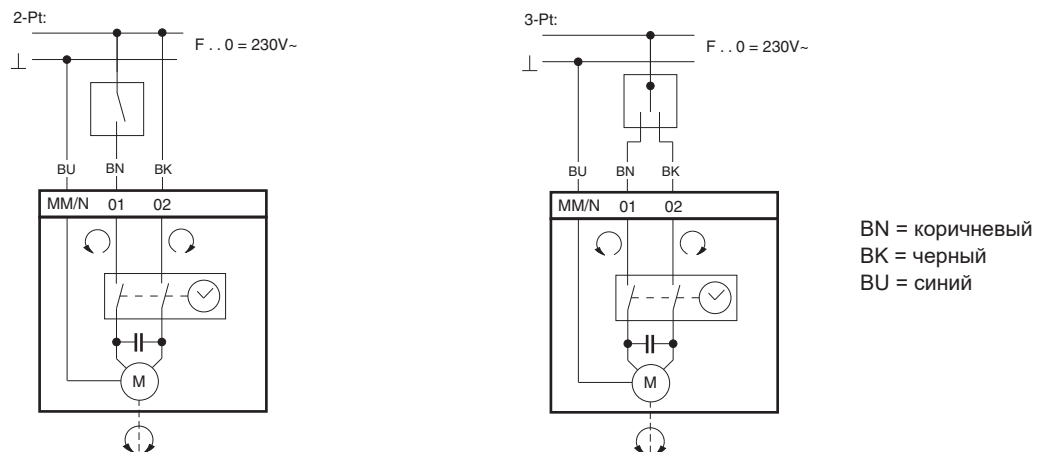 2-Pt:
F . . 0 = 230V~
⊥
BU BN BK
MM/N 01 02
M
3-Pt:
F . . 0 = 230V~
⊥
BU BN BK
MM/N 01 02
M
BN = коричневый
BK = черный
BU = синий